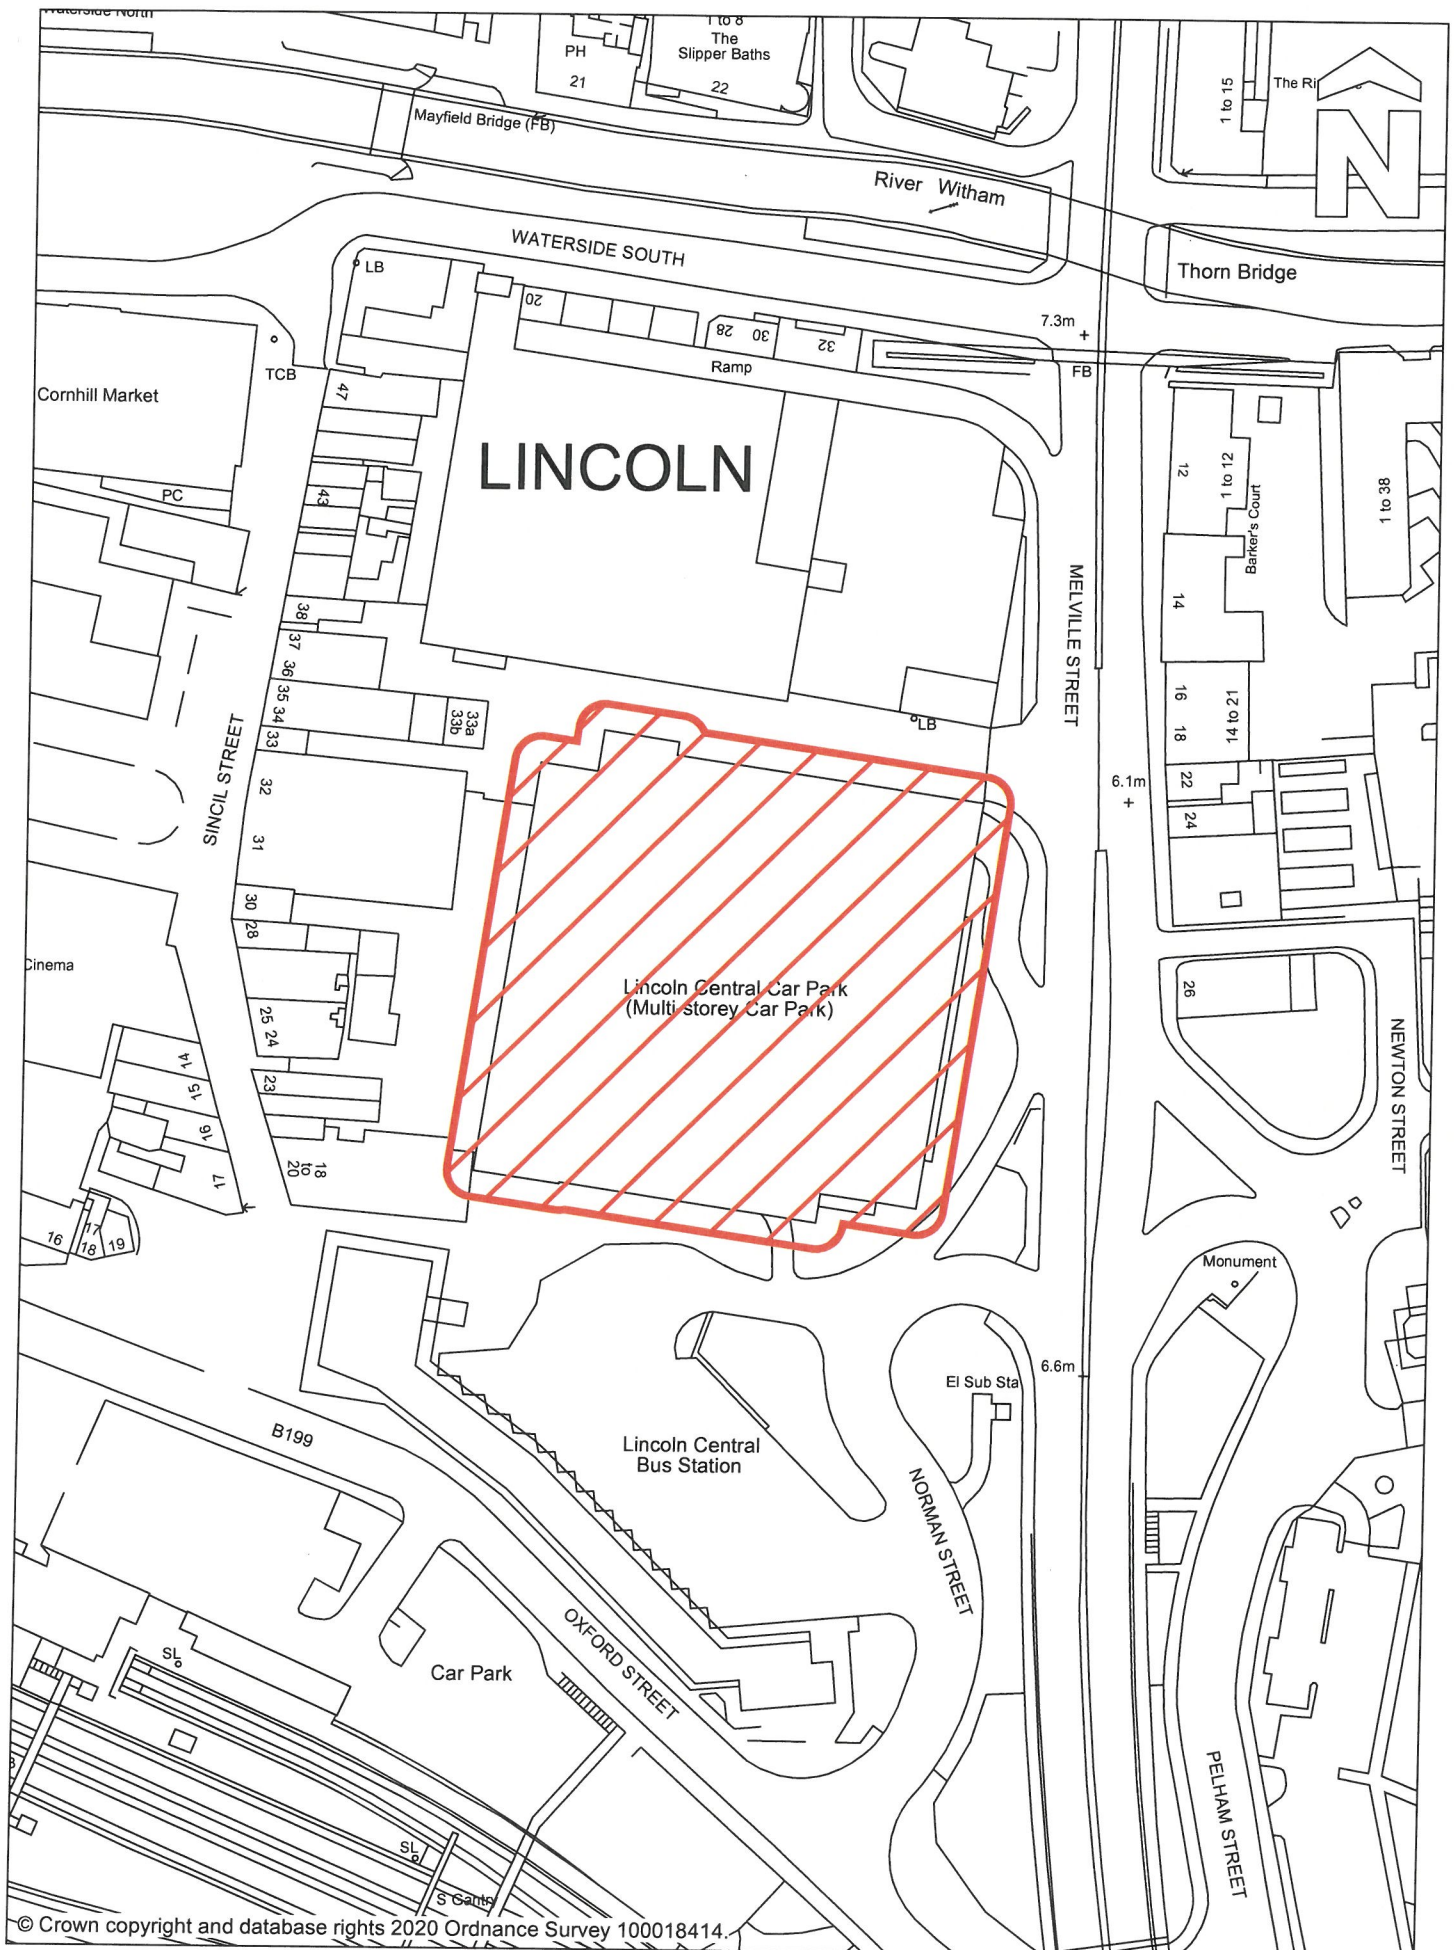 Waterside North
PH
21
1 to 8
The
Slipper Baths
22
1 to 15
The Ri
N
Mayfield Bridge (FB)
River Witham
WATERSIDE SOUTH
Thorn Bridge
LB
20
28
30
32
7.3m
TCB
Ramp
FB
Cornhill Market
47
LINCOLN
12
1 to 12
Barker's Court
1 to 38
PC
43
MELVILLE STREET
14
38
37
36
35
34
33
33a
33b
LB
16
18
14 to 21
SINCIL STREET
32
31
6.1m
22
24
30
28
Cinema
Lincoln Central Car Park
(Multi-storey Car Park)
26
25
24
NEWTON STREET
14
15
16
17
23
18
to
20
16
17
18
19
Monument
6.6m
El Sub Sta
B199
Lincoln Central
Bus Station
NORMAN STREET
OXFORD STREET
SL
Car Park
PELHAM STREET
SL
S Gantry
© Crown copyright and database rights 2020 Ordnance Survey 100018414.